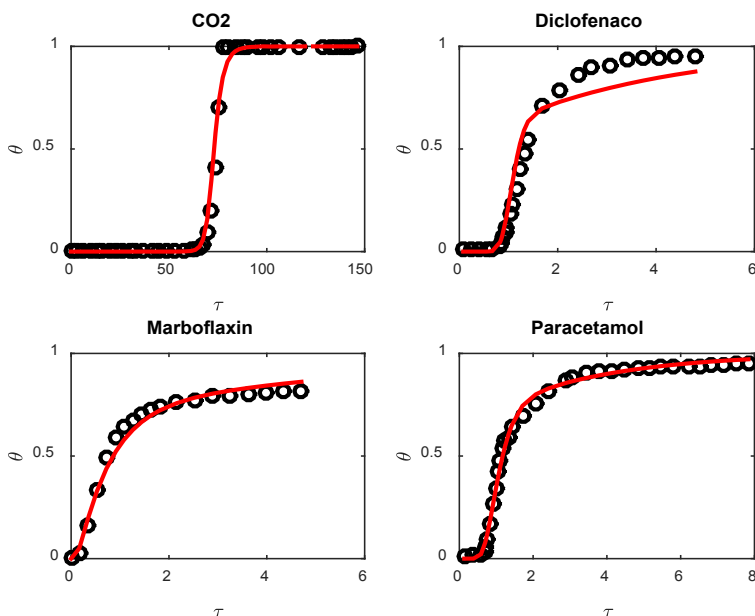 CO2
1
0.5
0
θ
0 50 100 150
τ
Diclofenaco
1
0.5
0
θ
0 2 4 6
τ
Marboflaxin
1
0.5
0
θ
0 2 4 6
τ
Paracetamol
1
0.5
0
θ
0 2 4 6 8
τ